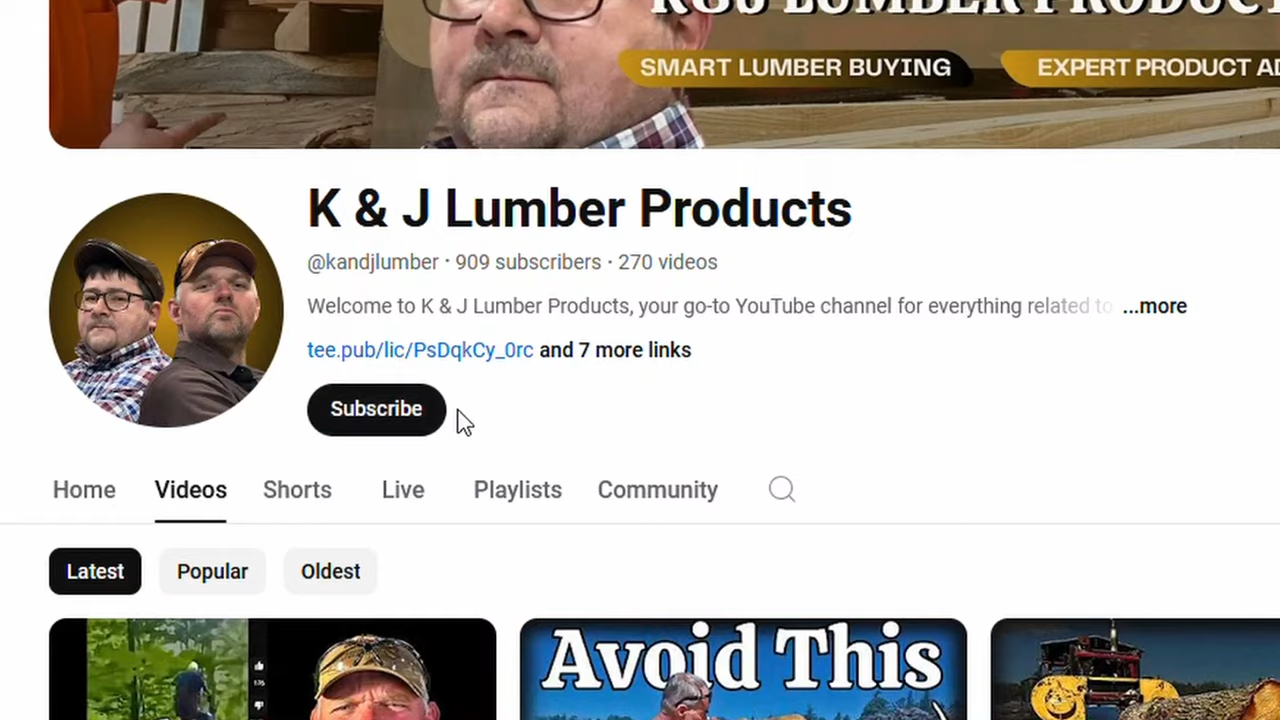 K&J LUMBER PRODUCT
SMART LUMBER BUYING
EXPERT PRODUCT AD
K & J Lumber Products
@kandjlumber · 909 subscribers · 270 videos
Welcome to K & J Lumber Products, your go-to YouTube channel for everything related to ...more
tee.pub/lic/PsDqkCy_0rc and 7 more links
Subscribe
Home Videos Shorts Live Playlists Community
Latest Popular Oldest
Avoid This